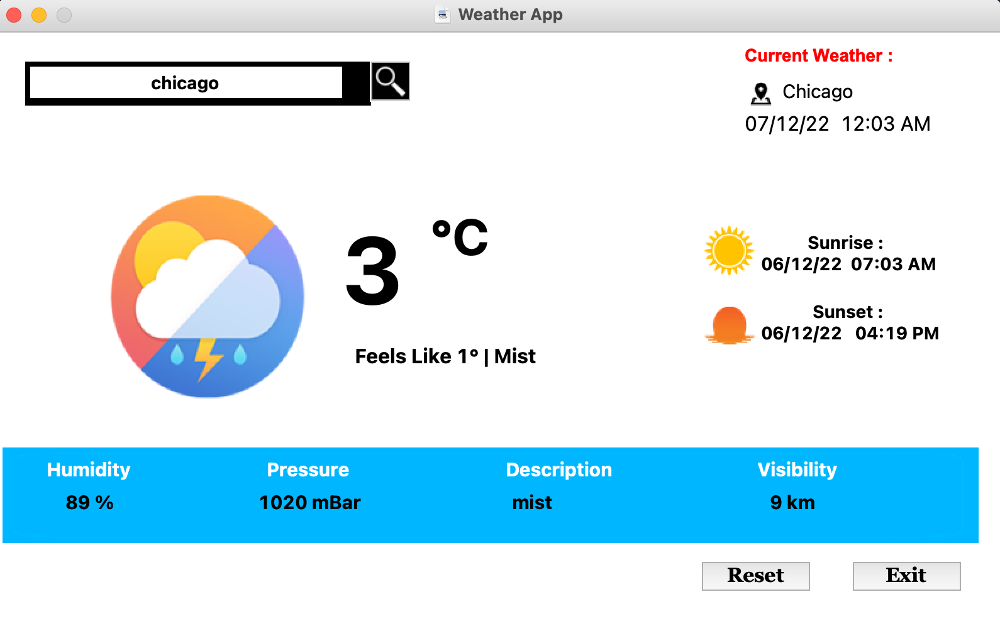 Weather App
chicago
Current Weather :
Chicago
07/12/22 12:03 AM
3 °C
Feels Like 1° | Mist
Sunrise :
06/12/22 07:03 AM
Sunset :
06/12/22 04:19 PM
Humidity Pressure Description Visibility
89 % 1020 mBar mist 9 km
Reset Exit